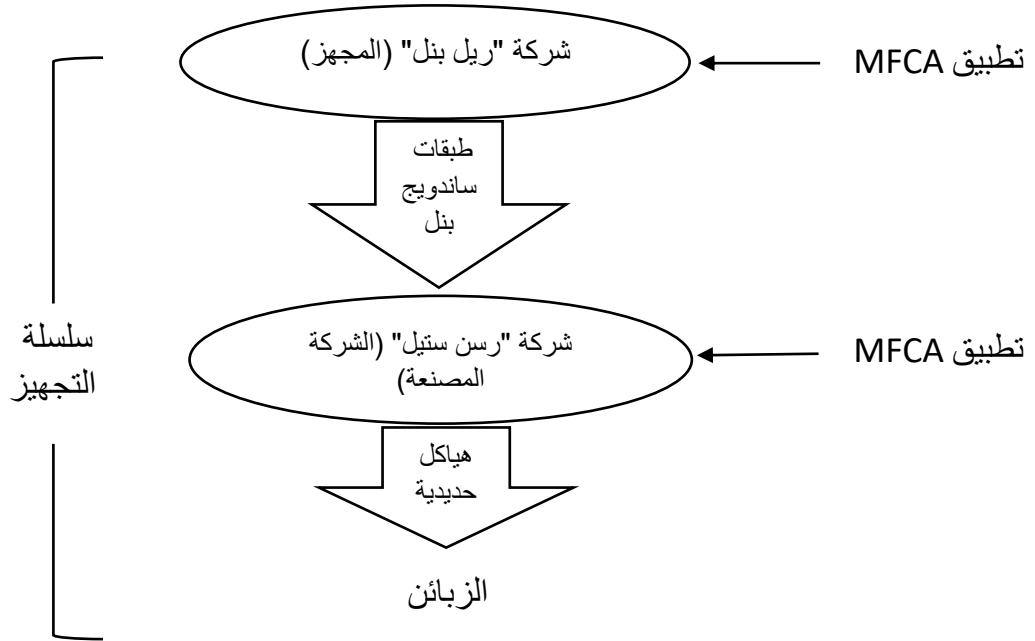 شركة "ريل بنل" (المجهز)
تطبيق MFCA
طبقات
ساندويج
بنل
سلسلة
التجهيز
شركة "رسن ستيل" (الشركة
المصنعة)
تطبيق MFCA
هياكل
حديدية
الزبائن